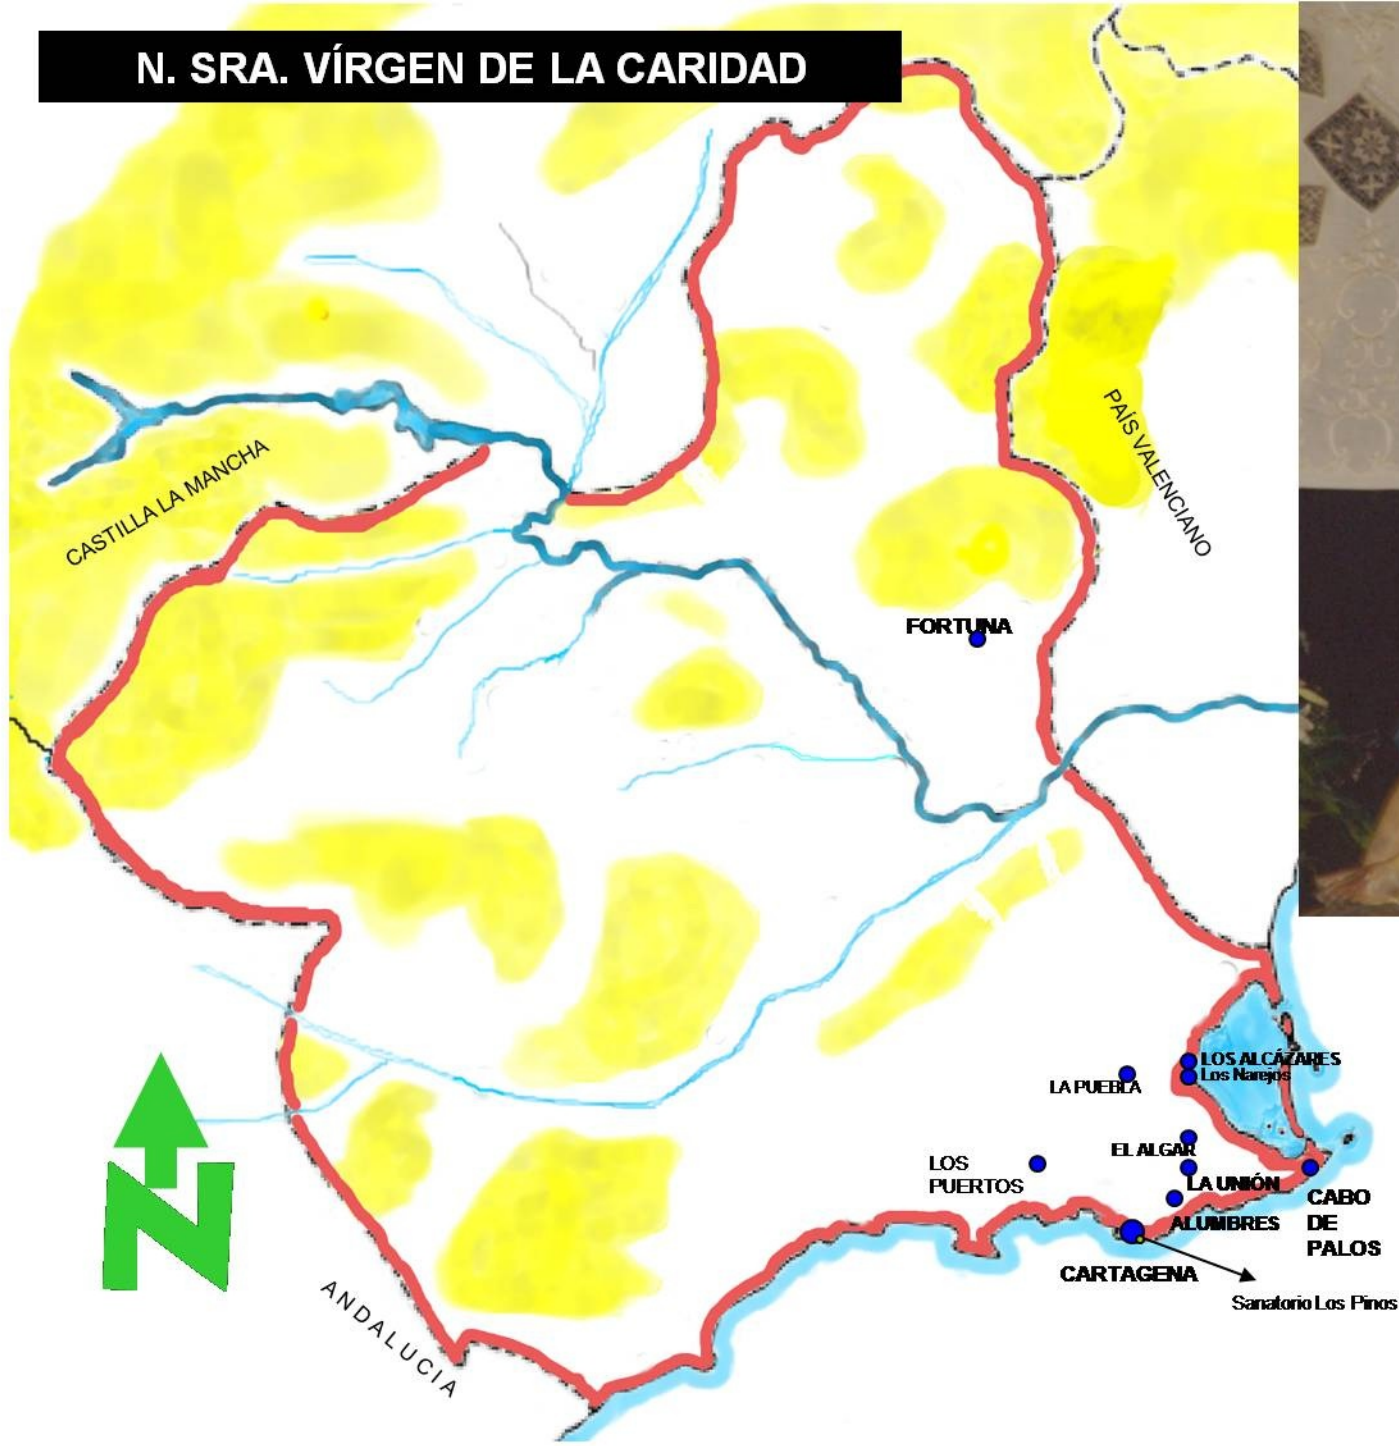 N. SRA. VÍRGEN DE LA CARIDAD
CASTILLA LA MANCHA
PAÍS VALENCIANO
FORTUNA
LOS ALCÁZARES
Los Narejos
LA PUEBLA
EL ALGAR
LOS
PUERTOS
LA UNIÓN
ALUMBRES
CABO
DE
PALOS
CARTAGENA
Sanatorio Los Pinos
ANDALUCIA
N